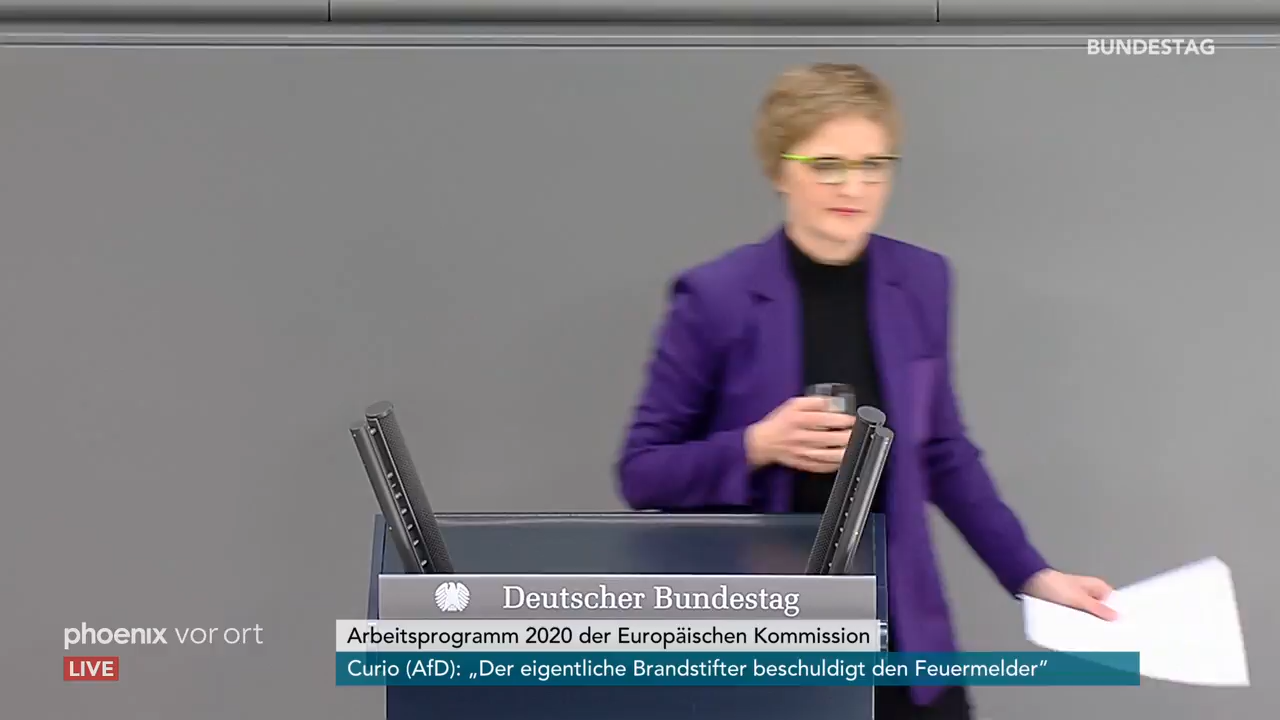 BUNDESTAG
Deutscher Bundestag
phoenix vor ort
LIVE
Arbeitsprogramm 2020 der Europäischen Kommission
Curio (AfD): „Der eigentliche Brandstifter beschuldigt den Feuermelder”